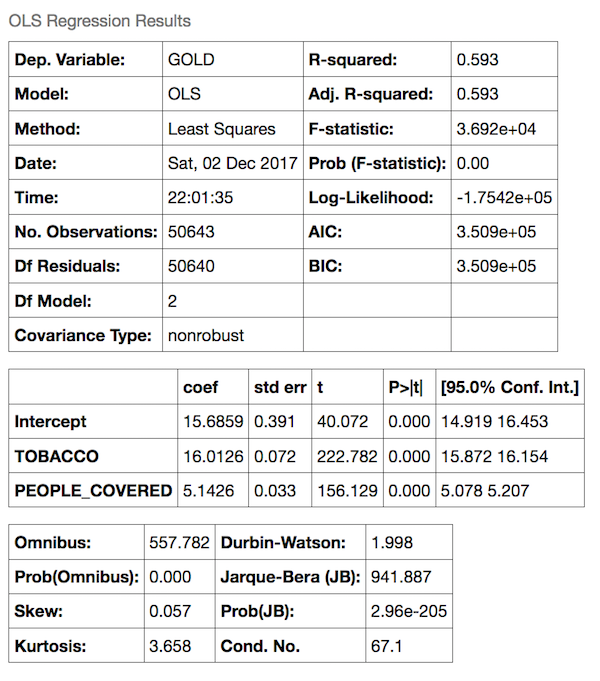 OLS Regression Results
Dep. Variable: GOLD R-squared: 0.593
Model: OLS Adj. R-squared: 0.593
Method: Least Squares F-statistic: 3.692e+04
Date: Sat, 02 Dec 2017 Prob (F-statistic): 0.00
Time: 22:01:35 Log-Likelihood: -1.7542e+05
No. Observations: 50643 AIC: 3.509e+05
Df Residuals: 50640 BIC: 3.509e+05
Df Model: 2
Covariance Type: nonrobust
coef std err t P>|t| [95.0% Conf. Int.]
Intercept 15.6859 0.391 40.072 0.000 14.919 16.453
TOBACCO 16.0126 0.072 222.782 0.000 15.872 16.154
PEOPLE_COVERED 5.1426 0.033 156.129 0.000 5.078 5.207
Omnibus: 557.782 Durbin-Watson: 1.998
Prob(Omnibus): 0.000 Jarque-Bera (JB): 941.887
Skew: 0.057 Prob(JB): 2.96e-205
Kurtosis: 3.658 Cond. No. 67.1